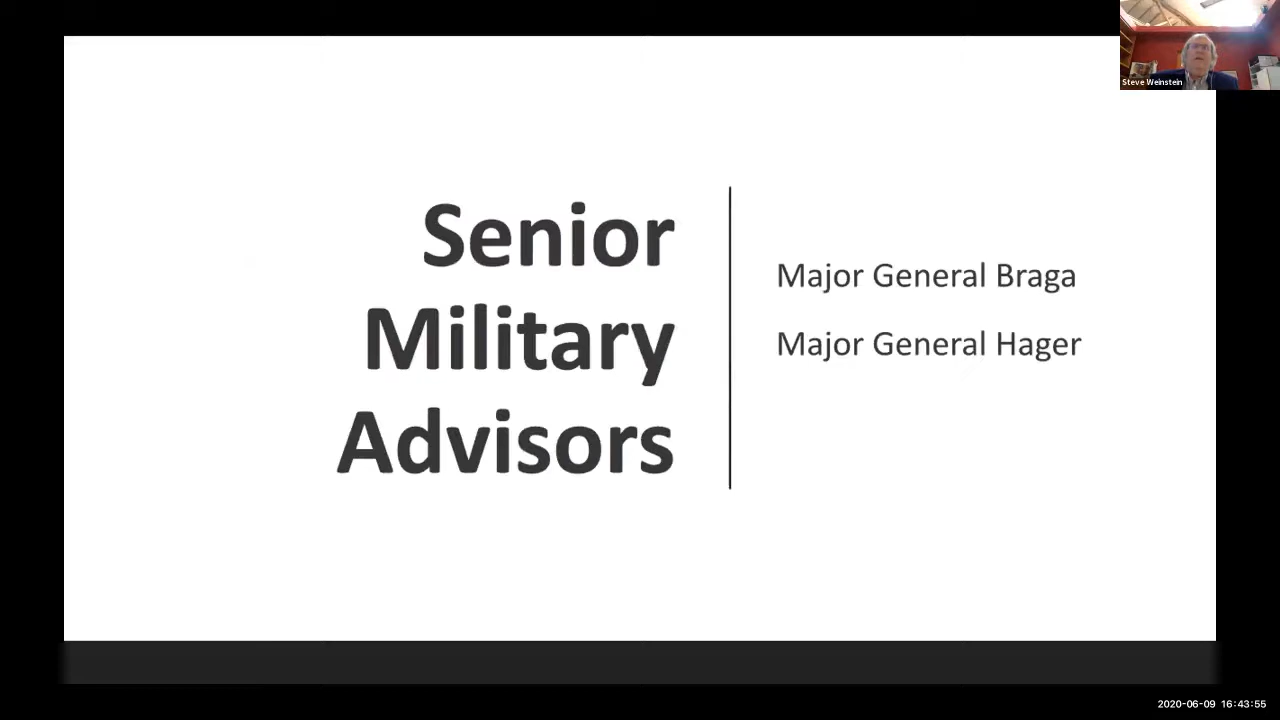 Steve Weinstein
Senior
Military
Advisors
Major General Braga
Major General Hager
2020-06-09 16:43:55